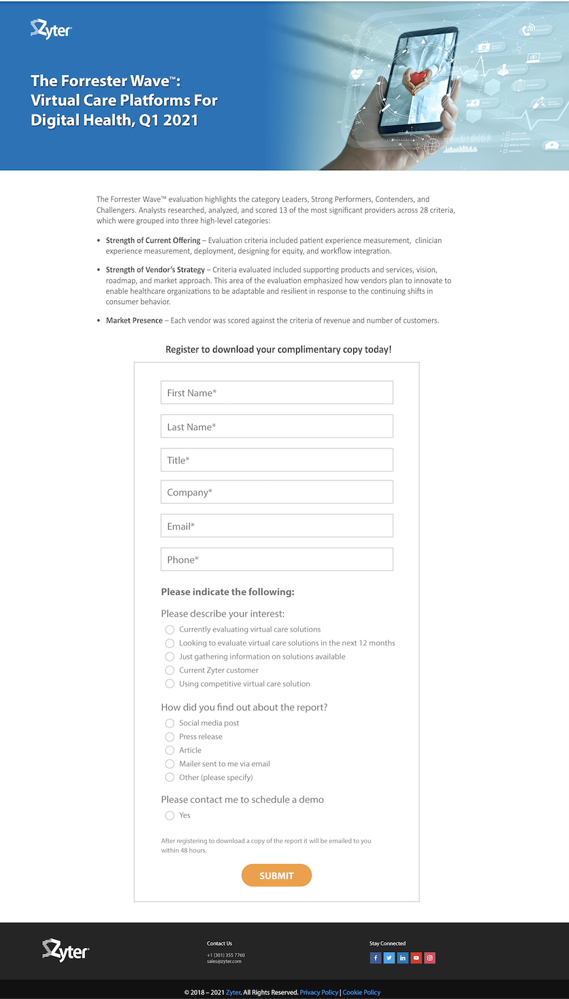 Zyter
The Forrester Wave™:
Virtual Care Platforms For
Digital Health, Q1 2021
The Forrester Wave™ evaluation highlights the category Leaders, Strong Performers, Contenders, and
Challengers. Analysts researched, analyzed, and scored 13 of the most significant providers across 28 criteria,
which were grouped into three high-level categories:
• Strength of Current Offering – Evaluation criteria included patient experience measurement, clinician
experience measurement, deployment, designing for equity, and workflow integration.
• Strength of Vendor's Strategy – Criteria evaluated included supporting products and services, vision,
roadmap, and market approach. This area of the evaluation emphasized how vendors plan to innovate to
enable healthcare organizations to be adaptable and resilient in response to the continuing shifts in
consumer behavior.
• Market Presence – Each vendor was scored against the criteria of revenue and number of customers.
Register to download your complimentary copy today!
First Name*
Last Name*
Title*
Company*
Email*
Phone*
Please indicate the following:
Please describe your interest:
Currently evaluating virtual care solutions
Looking to evaluate virtual care solutions in the next 12 months
Just gathering information on solutions available
Current Zyter customer
Using competitive virtual care solution
How did you find out about the report?
Social media post
Press release
Article
Mailer sent to me via email
Other (please specify)
Please contact me to schedule a demo
Yes
After registering to download a copy of the report it will be emailed to you
within 48 hours.
SUBMIT
Zyter
Contact Us
+1 (301) 355 7760
sales@zyter.com
Stay Connected
© 2018 – 2021 Zyter. All Rights Reserved. Privacy Policy | Cookie Policy